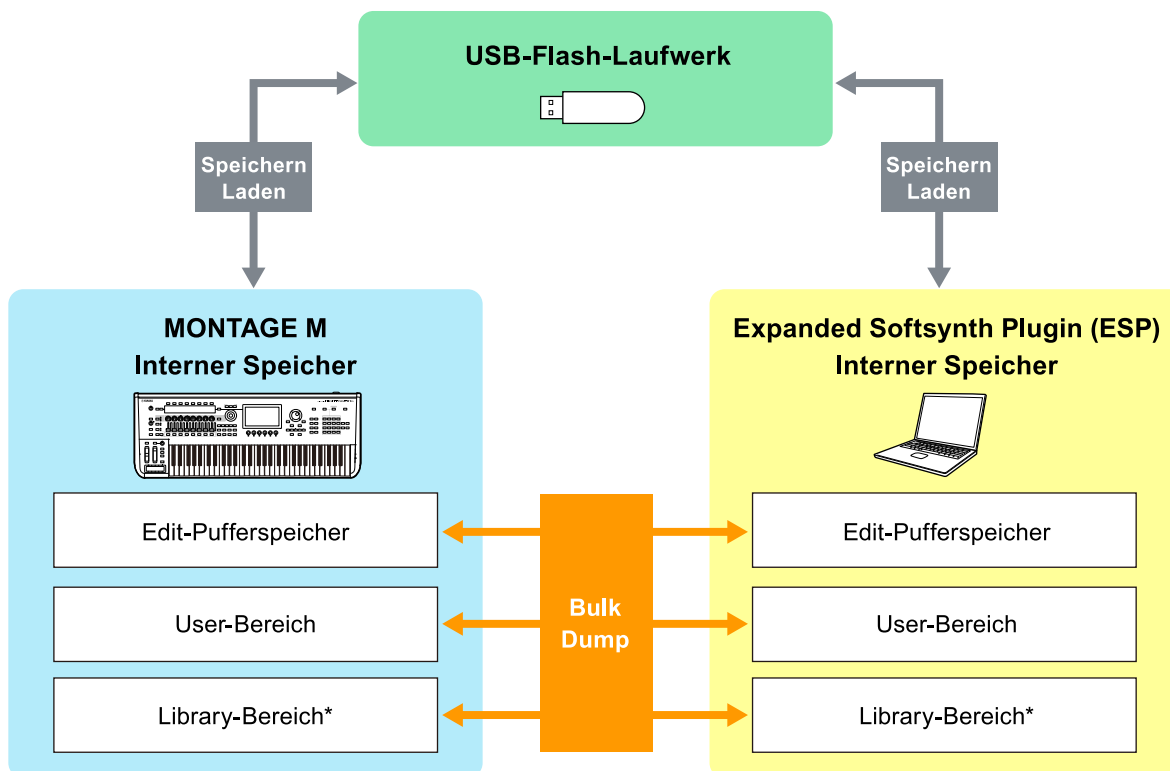 USB-Flash-Laufwerk
Speichern
Laden
Speichern
Laden
MONTAGE M
Interner Speicher
Edit-Pufferspeicher
User-Bereich
Library-Bereich*
Bulk
Dump
Expanded Softsynth Plugin (ESP)
Interner Speicher
Edit-Pufferspeicher
User-Bereich
Library-Bereich*